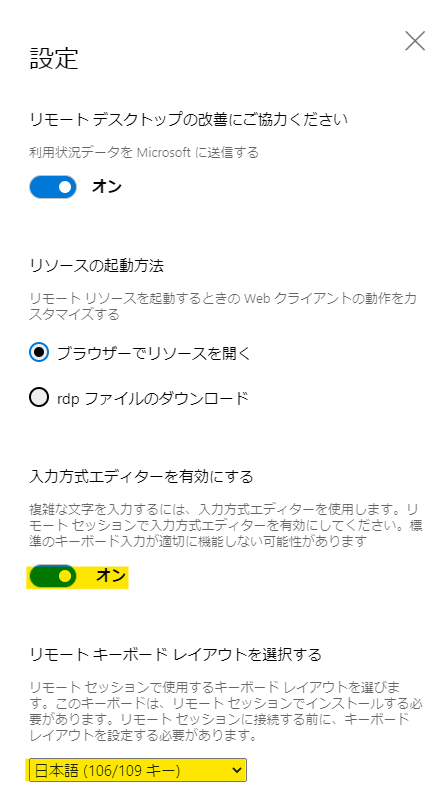 設定
リモート デスクトップの改善にご協力ください
利用状況データを Microsoft に送信する
オン
リソースの起動方法
リモート リソースを起動するときの Web クライアントの動作をカ
スタマイズする
ブラウザーでリソースを開く
rdp ファイルのダウンロード
入力方式エディターを有効にする
複雑な文字を入力するには、入力方式エディターを使用します。リ
モート セッションで入力方式エディターを有効にしてください。標
準のキーボード入力が適切に機能しない可能性があります
オン
リモート キーボード レイアウトを選択する
リモート セッションで使用するキーボード レイアウトを選びま
す。このキーボードは、リモート セッションでインストールする必
要があります。リモート セッションに接続する前に、キーボード
レイアウトを設定する必要があります。
日本語 (106/109 キー)